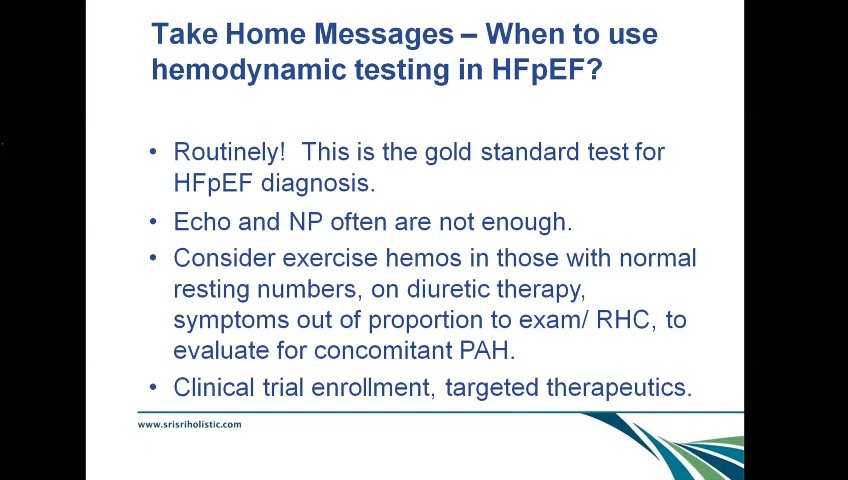 Take Home Messages – When to use
hemodynamic testing in HFpEF?
• Routinely!  This is the gold standard test for
HFpEF diagnosis.
• Echo and NP often are not enough.
• Consider exercise hemos in those with normal
resting numbers, on diuretic therapy,
symptoms out of proportion to exam/ RHC, to
evaluate for concomitant PAH.
• Clinical trial enrollment, targeted therapeutics.
www.srisriholistic.com